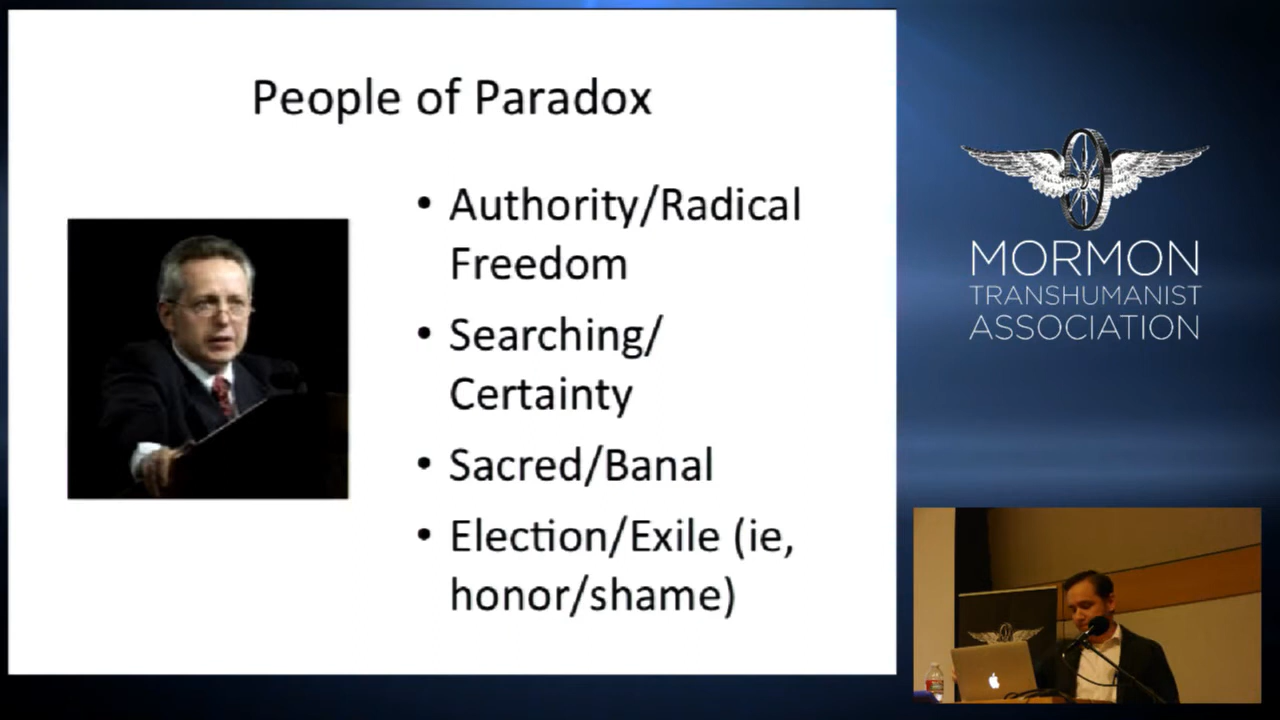 People of Paradox
• Authority/Radical
Freedom
• Searching/
Certainty
• Sacred/Banal
• Election/Exile (ie,
honor/shame)
MORMON
TRANSHUMANIST
ASSOCIATION